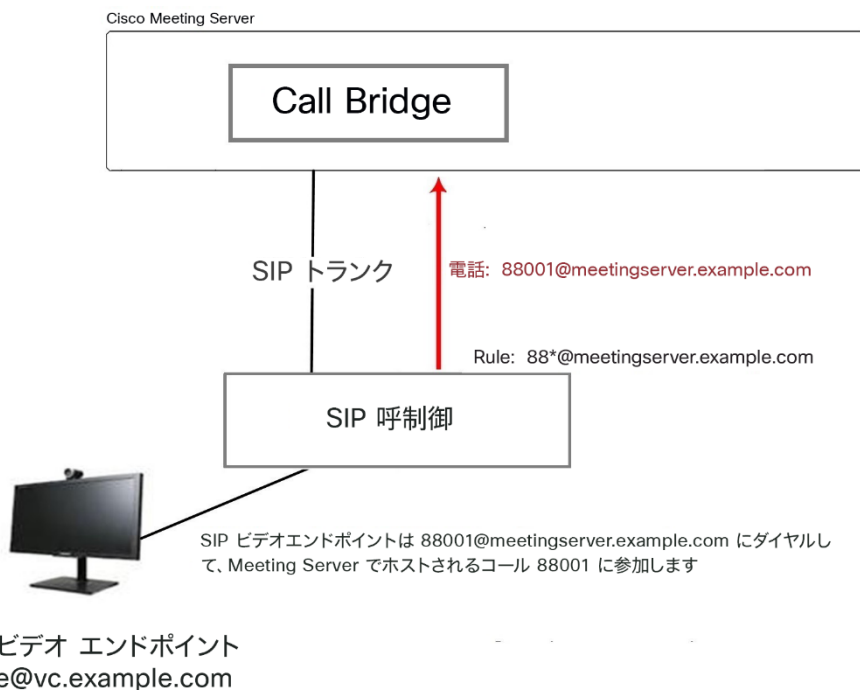 Cisco Meeting Server
Call Bridge
SIP トランク
電話: 88001@meetingserver.example.com
Rule: 88*@meetingserver.example.com
SIP 呼制御
SIP ビデオエンドポイントは 88001@meetingserver.example.com にダイヤルし
て、Meeting Server でホストされるコール 88001 に参加します
ビデオ エンドポイント
e@vc.example.com